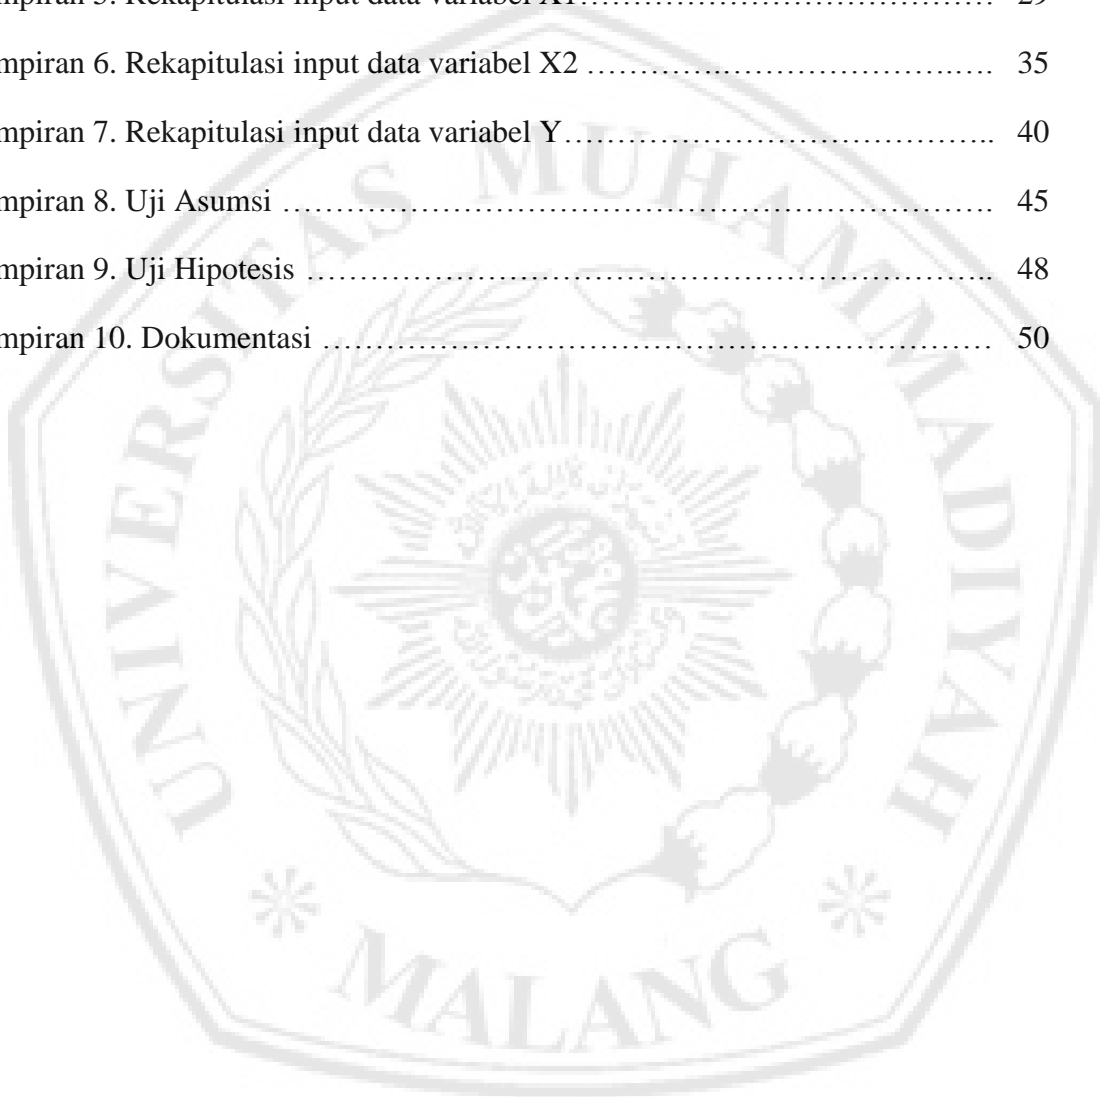 mpiran 6. Rekapitulasi input data variabel X2 ……………………………… 35
mpiran 7. Rekapitulasi input data variabel Y………………………………… 40
mpiran 8. Uji Asumsi ………………………………………………………… 45
mpiran 9. Uji Hipotesis ……………………………………………………… 48
mpiran 10. Dokumentasi ……………………………………………………… 50
UNIVERSITAS MUHAMMADIYAH
MALANG